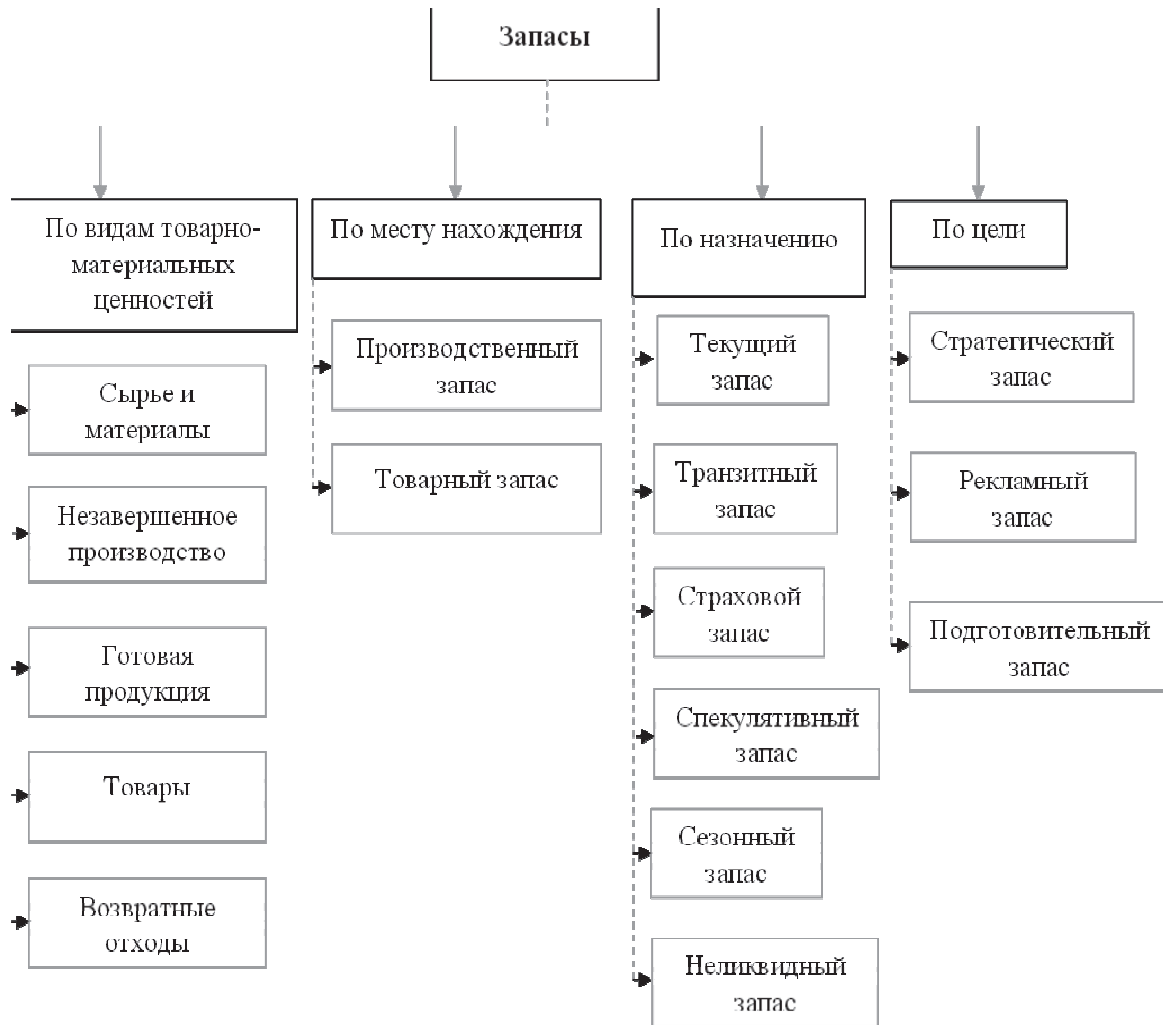 Запасы
По видам товарно-
материальных
ценностей
Сырье и
материалы
Незавершенное
производство
Готовая
продукция
Товары
Возвратные
отходы
По месту нахождения
Производственный
запас
Товарный запас
По назначению
Текущий
запас
Транзитный
запас
Страховой
запас
Спекулятивный
запас
Сезонный
запас
Неликвидный
запас
По цели
Стратегический
запас
Рекламный
запас
Подготовительный
запас